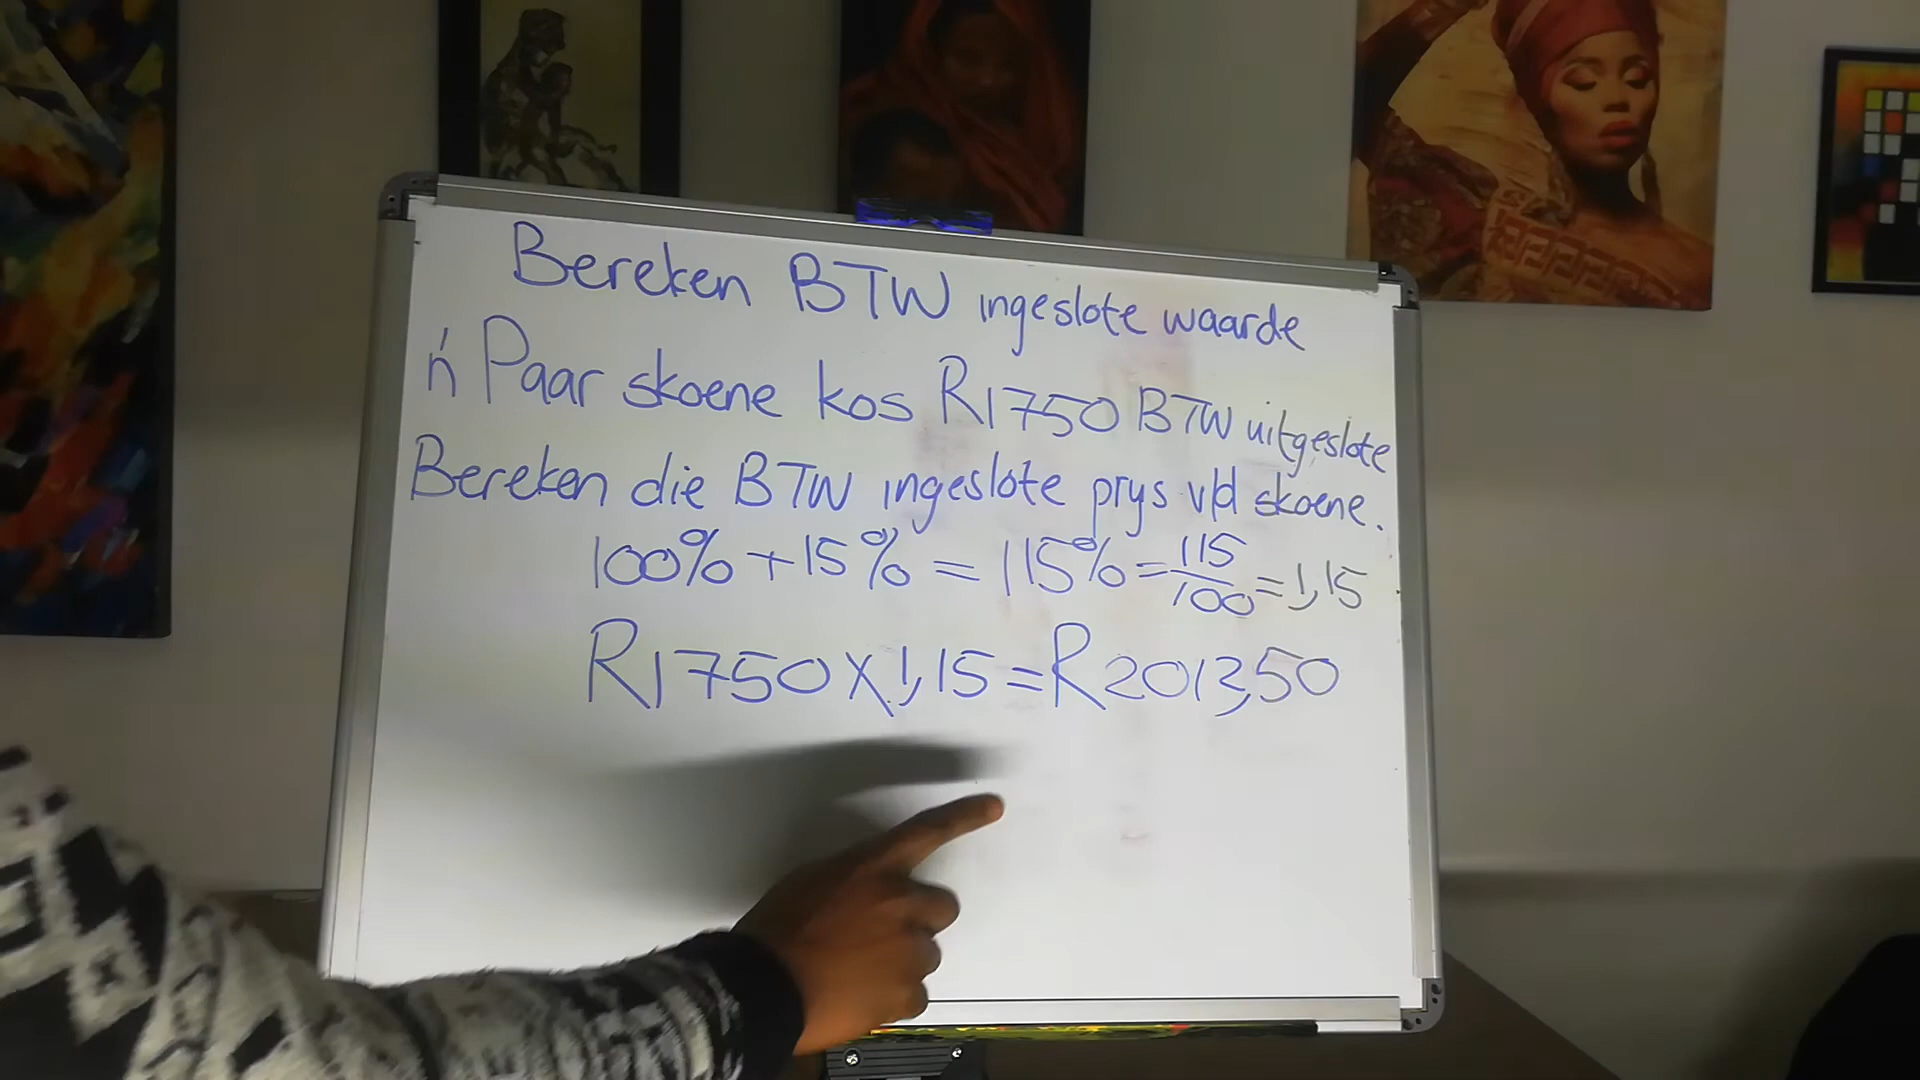 Bereken BTW ingeslote waarde
ń Paar skoene kos R1750 BTW uitgeslote
Bereken die BTW ingeslote prys v/d skoene.
100% + 15% = 115% = 115/100 = 1,15
R1750 X 1,15 = R2013,50